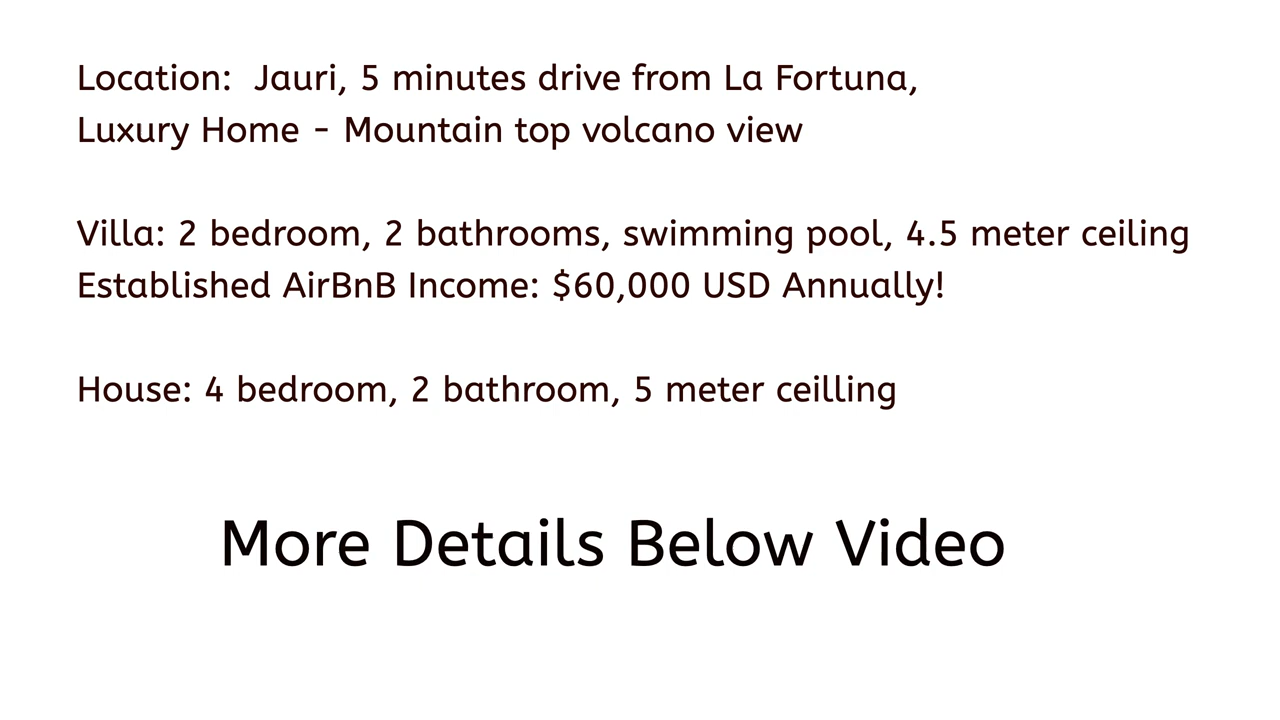 Location:  Jauri, 5 minutes drive from La Fortuna,
Luxury Home - Mountain top volcano view
Villa: 2 bedroom, 2 bathrooms, swimming pool, 4.5 meter ceiling
Established AirBnB Income: $60,000 USD Annually!
House: 4 bedroom, 2 bathroom, 5 meter ceilling
More Details Below Video